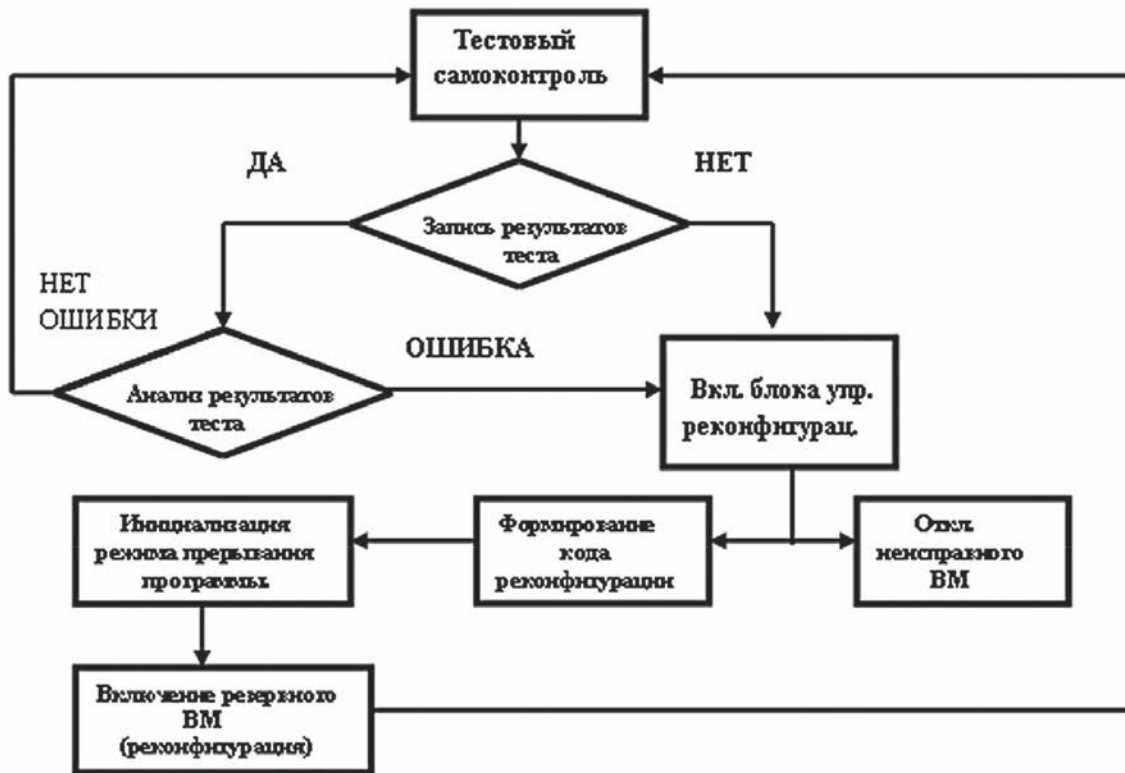 Тестовый
самоконтроль
ДА
НЕТ
Запись результатов
теста
НЕТ
ОШИБКИ
ОШИБКА
Анализ результатов
теста
Вкл. блока упр.
реконфигурац.
Инициализация
режима прерывания
программы.
Формирование
кода
реконфигурации
Откл.
неисправного
ВМ
Включение резервного
ВМ
(реконфигурация)